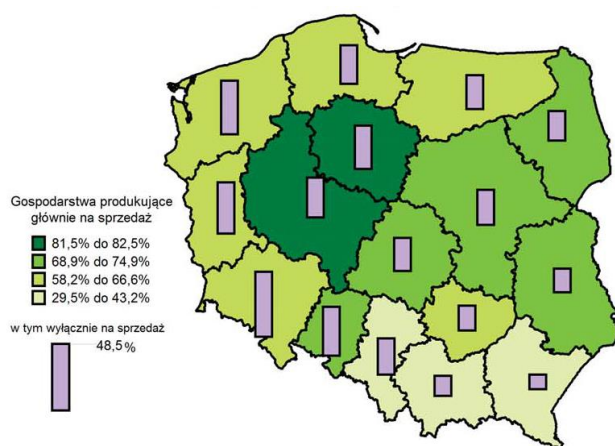 Gospodarstwa produkujące
głównie na sprzedaż
81,5% do 82,5%
68,9% do 74,9%
58,2% do 66,6%
29,5% do 43,2%
w tym wyłącznie na sprzedaż
48,5%